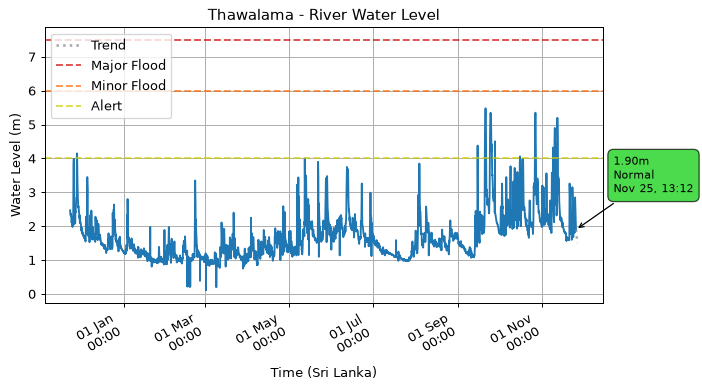 Thawalama - River Water Level
Trend
Major Flood
Minor Flood
Alert
Water Level (m)
7
6
5
4
3
2
1
0
1.90m
Normal
Nov 25, 13:12
01 Jan
00:00
01 Mar
00:00
01 May
00:00
01 Jul
00:00
01 Sep
00:00
01 Nov
00:00
Time (Sri Lanka)